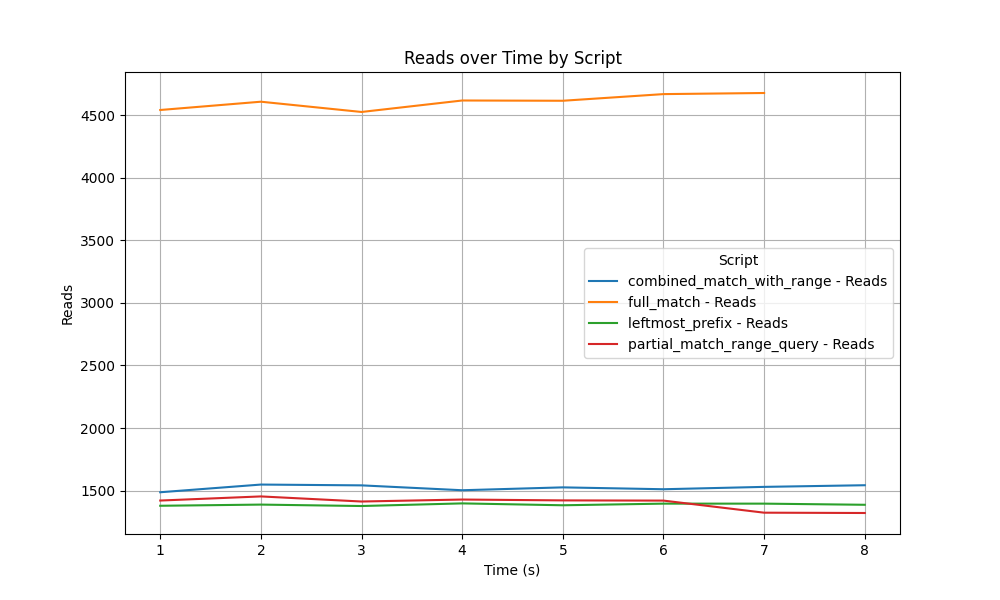 Reads over Time by Script
Reads
4500
4000
3500
3000
2500
2000
1500
Script
combined_match_with_range - Reads
full_match - Reads
leftmost_prefix - Reads
partial_match_range_query - Reads
1 2 3 4 5 6 7 8
Time (s)